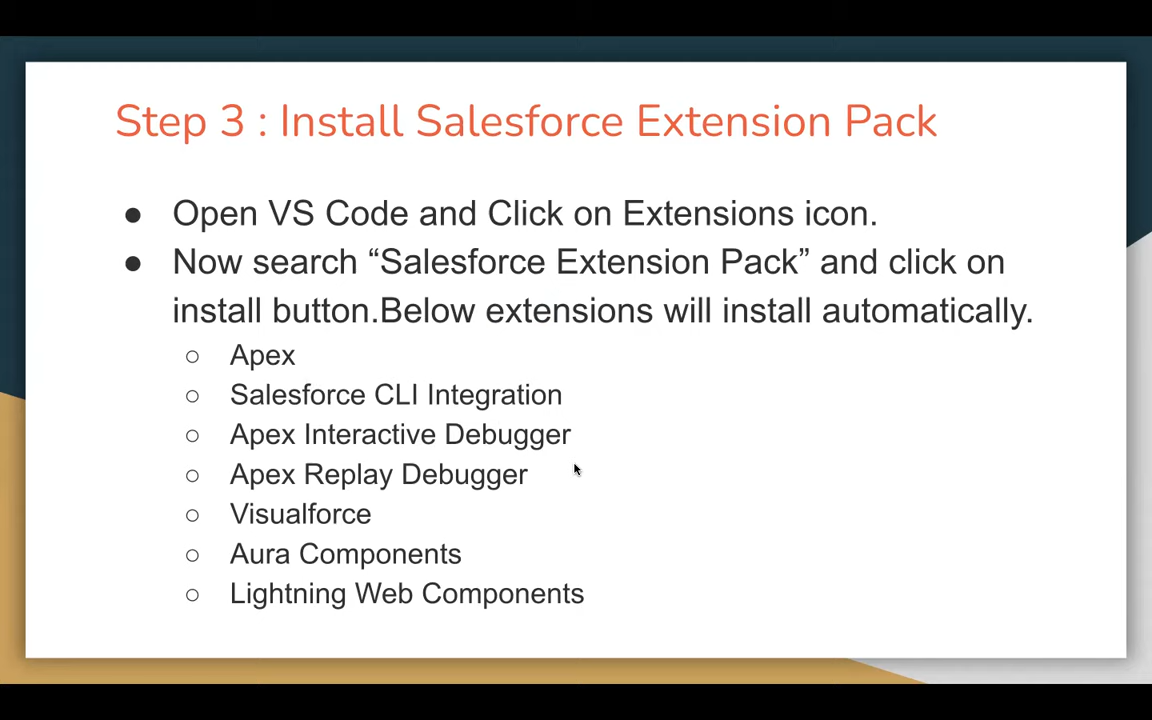 Step 3 : Install Salesforce Extension Pack
● Open VS Code and Click on Extensions icon.
● Now search “Salesforce Extension Pack” and click on
install button.Below extensions will install automatically.
○ Apex
○ Salesforce CLI Integration
○ Apex Interactive Debugger
○ Apex Replay Debugger
○ Visualforce
○ Aura Components
○ Lightning Web Components